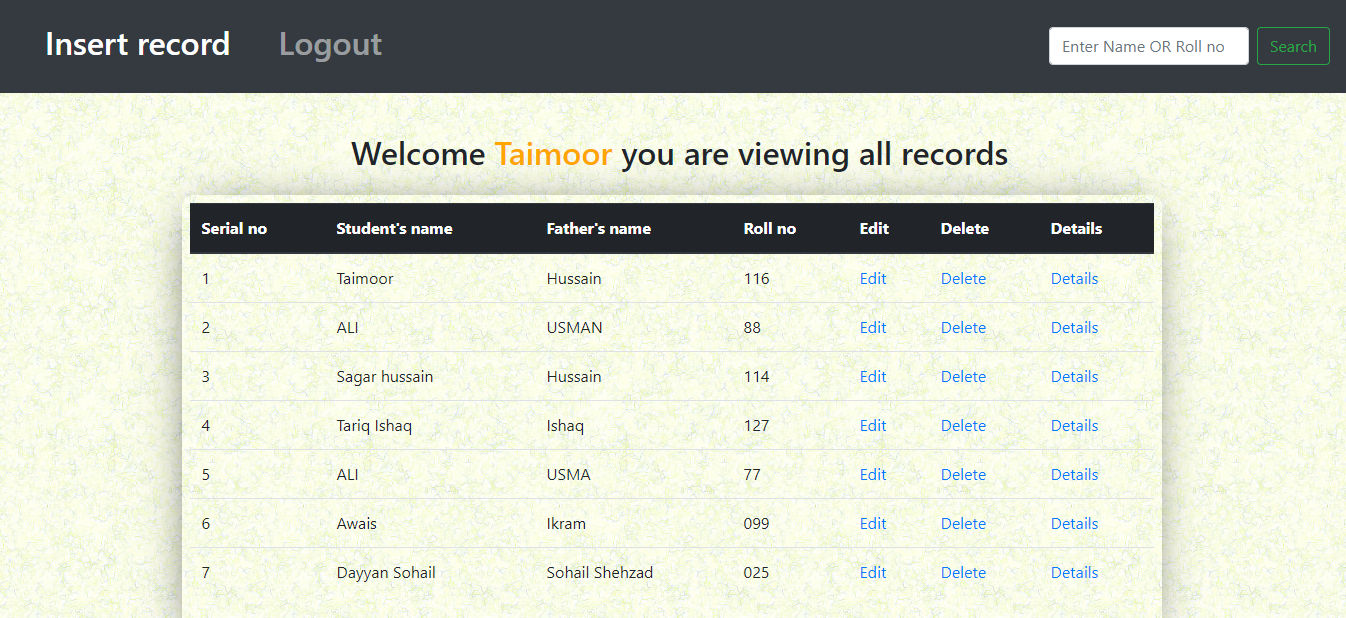 Insert record Logout Enter Name OR Roll no Search
Welcome Taimoor you are viewing all records
Serial no Student's name Father's name Roll no Edit Delete Details
1 Taimoor Hussain 116 Edit Delete Details
2 ALI USMAN 88 Edit Delete Details
3 Sagar hussain Hussain 114 Edit Delete Details
4 Tariq Ishaq Ishaq 127 Edit Delete Details
5 ALI USMA 77 Edit Delete Details
6 Awais Ikram 099 Edit Delete Details
7 Dayyan Sohail Sohail Shehzad 025 Edit Delete Details